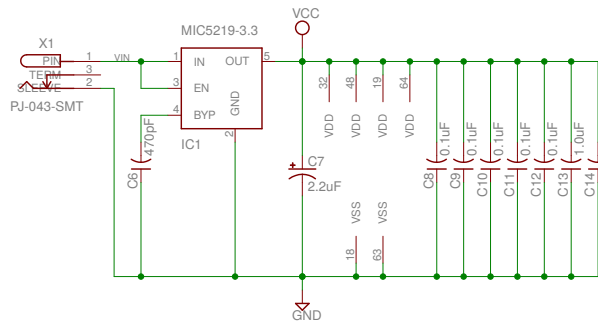 VCC
MIC5219-3.3
X1
PIN 1 VIN 1 IN OUT 5
TERM 3
SLEEVE 2
3 EN
4 BYP
GND
2
PJ-043-SMT
IC1
470pF
C6
C7
2.2uF
32 VDD
48 VDD
19 VDD
64 VDD
VSS 18
VSS 63
C8 0.1uF
C9 0.1uF
C10 0.1uF
C11 0.1uF
C12 0.1uF
C13 1.0uF
C14
GND